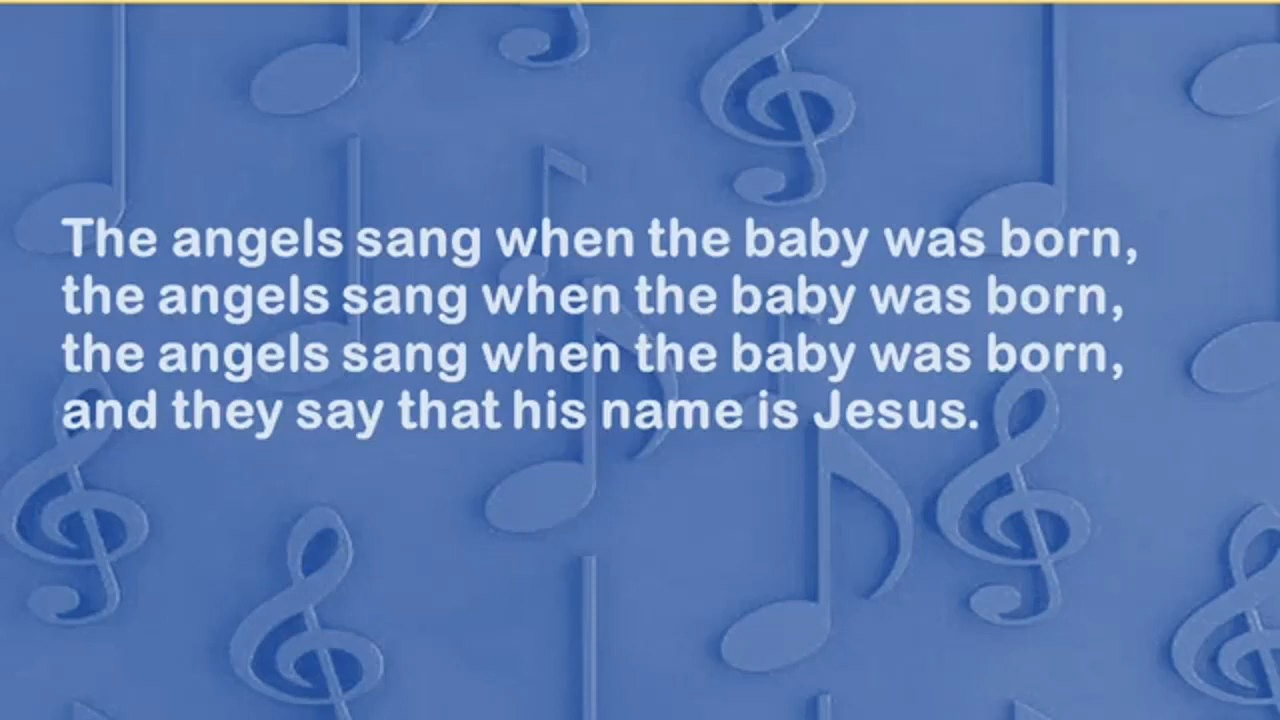 The angels sang when the baby was born,
the angels sang when the baby was born,
the angels sang when the baby was born,
and they say that his name is Jesus.